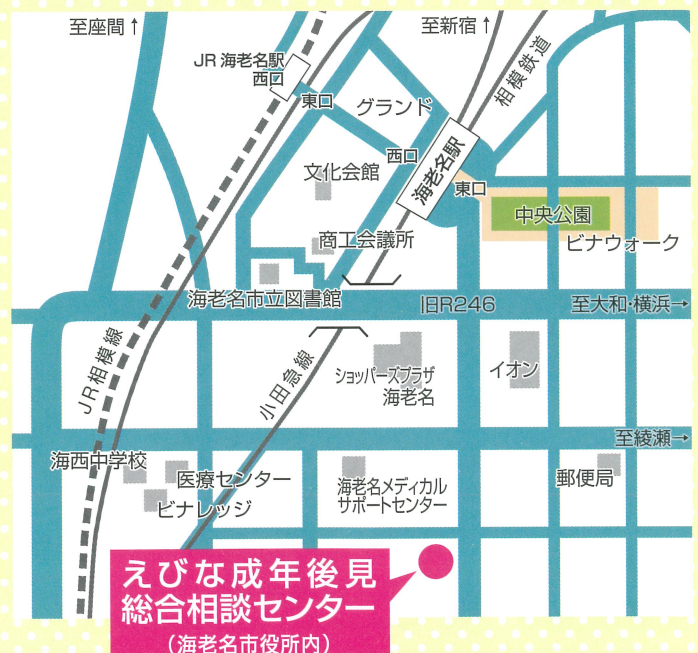 至座間↑
至新宿↑
JR 海老名駅
西口
東口
グランド
相模鉄道
西口
海老名駅
東口
文化会館
中央公園
ビナウォーク
商工会議所
海老名市立図書館
旧R246
至大和・横浜→
JR相模線
小田急線
ショッパーズプラザ
海老名
イオン
至綾瀬→
海西中学校
医療センター
ビナレッジ
海老名メディカル
サポートセンター
郵便局
えびな成年後見
総合相談センター
(海老名市役所内)